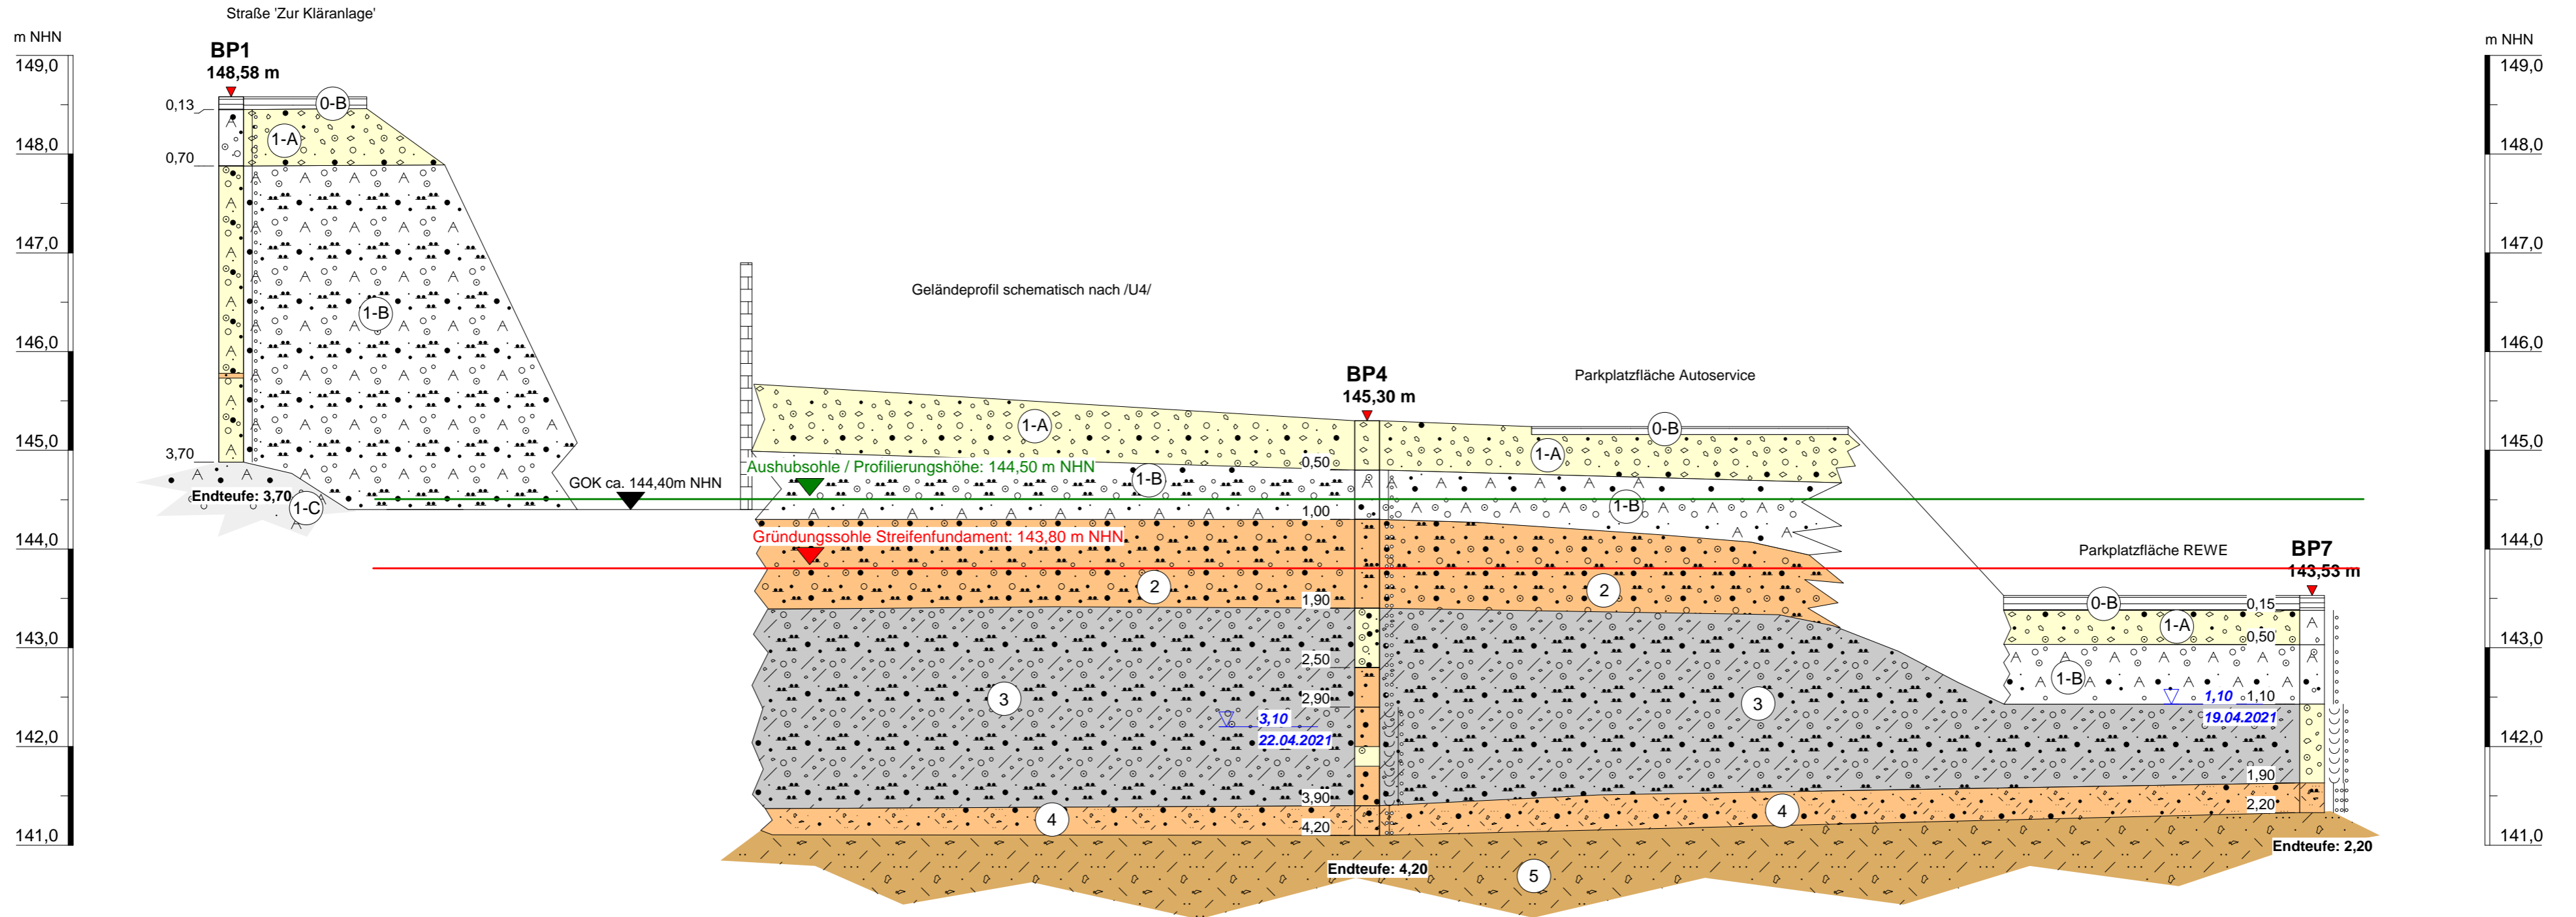 Straße 'Zur Kläranlage'
m NHN
m NHN
BP1
148,58 m
149,0
149,0
0-B
0,13
1-A
148,0
0,70
148,0
147,0
147,0
Geländeprofil schematisch nach /U4/
1-B
146,0
146,0
BP4
145,30 m
Parkplatzfläche Autoservice
1-A
0-B
145,0
1-A
145,0
3,70
0,50
Aushubsohle / Profilierungshöhe: 144,50 m NHN
1-B
GOK ca. 144,40m NHN
Endteufe: 3,70
1-C
1-B
1,00
Gründungssohle Streifenfundament: 143,80 m NHN
144,0
144,0
Parkplatzfläche REWE
BP7
143,53 m
2
2
1,90
0-B
0,15
1-A
0,50
143,0
143,0
2,50
1-B
2,90
3
3
1,10
1,10
3,10
19.04.2021
22.04.2021
142,0
142,0
1,90
3,90
2,20
4
4
4,20
141,0
141,0
Endteufe: 2,20
Endteufe: 4,20
5